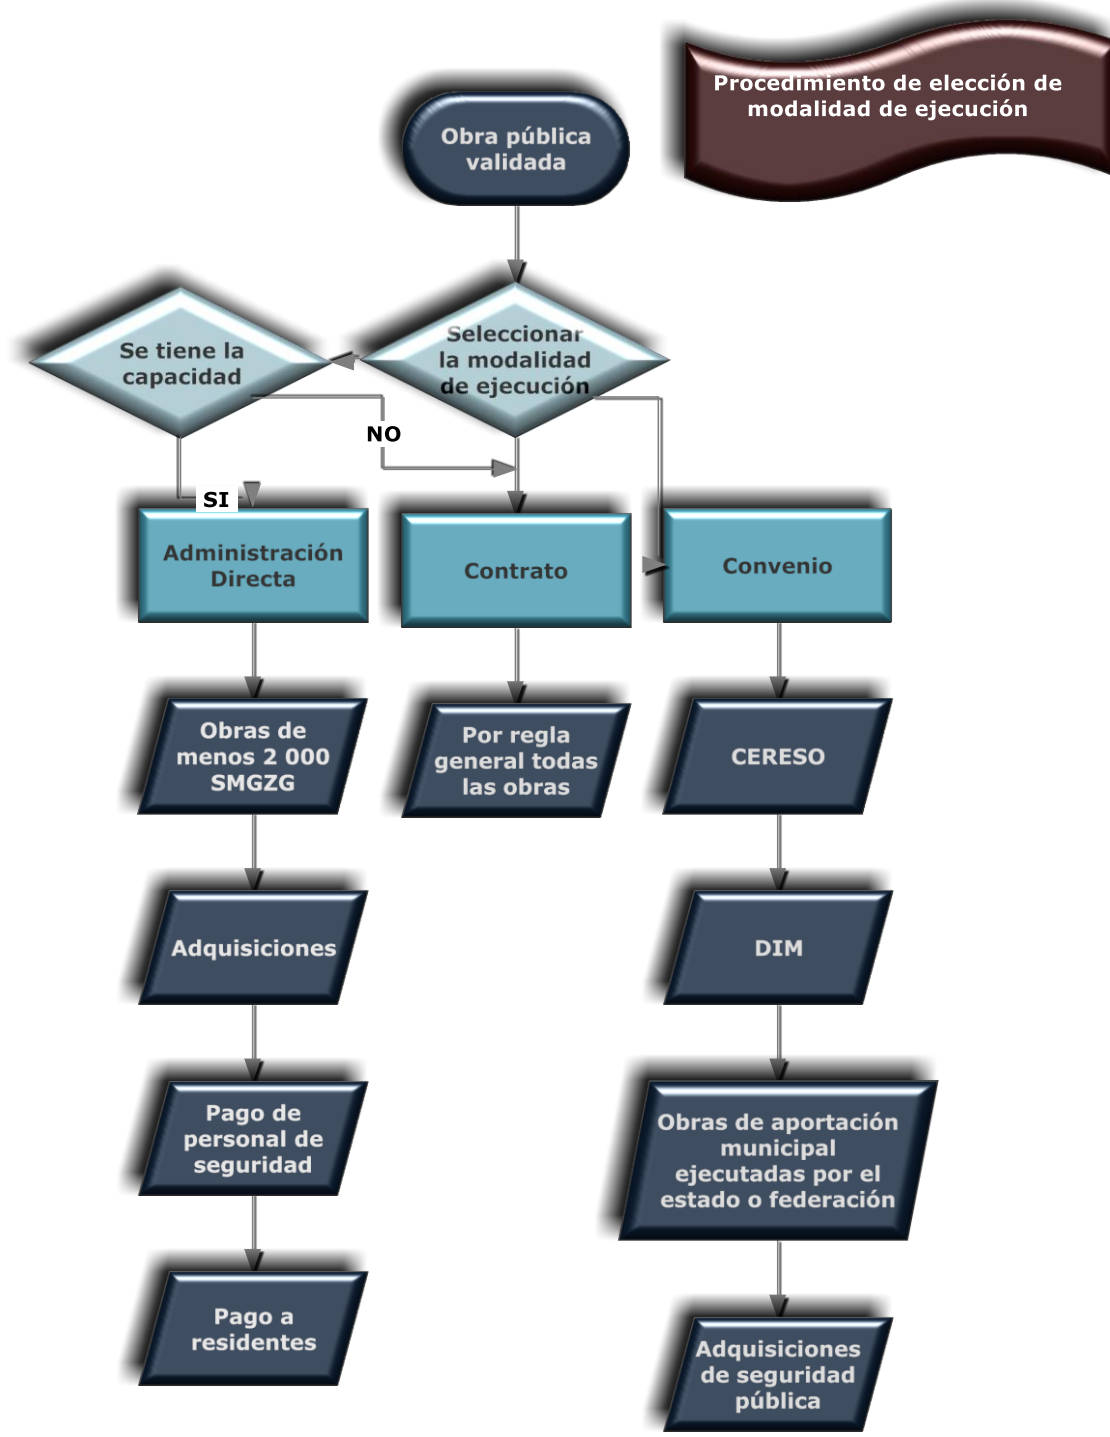 Procedimiento de elección de
modalidad de ejecución
Obra pública
validada
Seleccionar
la modalidad
de ejecución
Se tiene la
capacidad
NO
SI
Administración
Directa
Contrato
Convenio
Obras de
menos 2 000
SMGZG
Por regla
general todas
las obras
CERESO
Adquisiciones
DIM
Pago de
personal de
seguridad
Obras de aportación
municipal
ejecutadas por el
estado o federación
Pago a
residentes
Adquisiciones
de seguridad
pública